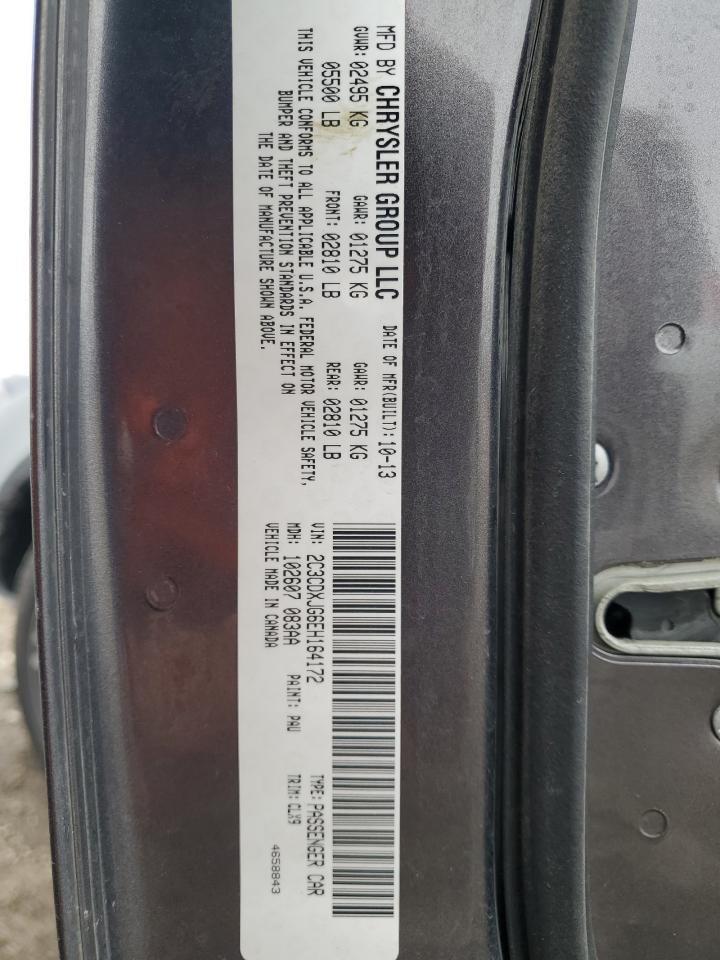 MFD BY CHRYSLER GROUP LLC DATE OF MFR(BUILT): 10-13
GVWR: 02495 KG GAWR: 01275 KG GAWR: 01275 KG
05500 LB FRONT: 02810 LB REAR: 02810 LB
THIS VEHICLE CONFORMS TO ALL APPLICABLE U.S.A. FEDERAL MOTOR VEHICLE SAFETY,
BUMPER AND THEFT PREVENTION STANDARDS IN EFFECT ON
THE DATE OF MANUFACTURE SHOWN ABOVE.
VIN: 2C3CDXJG6EH164172 TYPE: PASSENGER CAR
MDH: 102607 083AA PAINT: PAU TRIM: CLX9
VEHICLE MADE IN CANADA
4658843